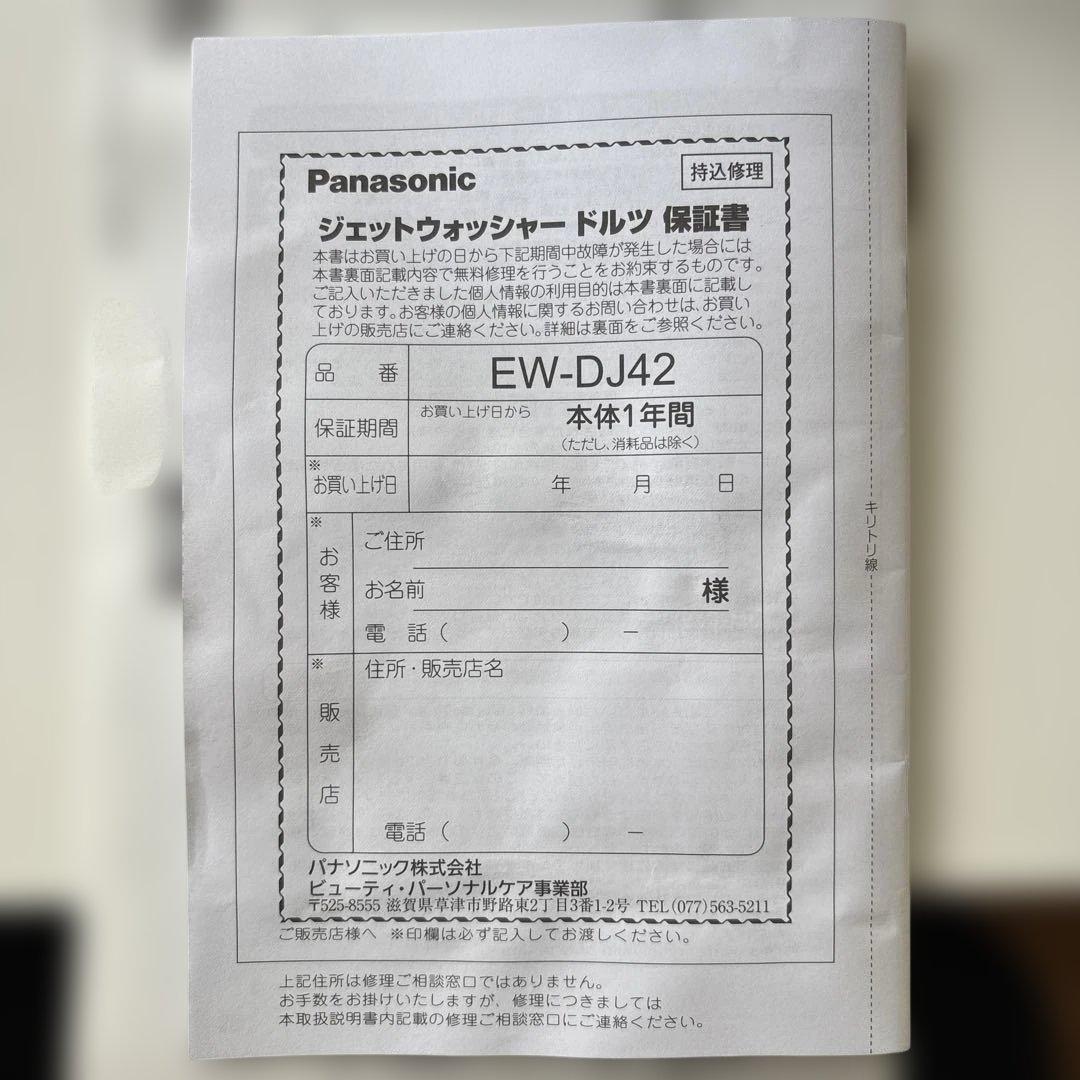 Panasonic
持込修理
ジェットウォッシャー ドルツ 保証書
本書はお買い上げの日から下記期間中故障が発生した場合には
本書裏面記載内容で無料修理を行うことをお約束するものです。
ご記入いただきました個人情報の利用目的は本書裏面に記載し
ております。お客様の個人情報に関するお問い合わせは、お買い
上げの販売店にご連絡ください。詳細は裏面をご参照ください。
品 番 EW-DJ42
保証期間 お買い上げ日から 本体1年間
(ただし、消耗品は除く)
※お買い上げ日 年 月 日
※お客様
ご住所
お名前 様
電 話( ) ー
※販売店
住所・販売店名
電話( ) ー
パナソニック株式会社
ビューティ・パーソナルケア事業部
〒525-8555 滋賀県草津市野路東2丁目3番1-2号 TEL(077)563-5211
ご販売店様へ ※印欄は必ず記入してお渡しください。
上記住所は修理ご相談窓口ではありません。
お手数をお掛けいたしますが、修理につきましては
本取扱説明書内記載の修理ご相談窓口にご連絡ください。
キリトリ線